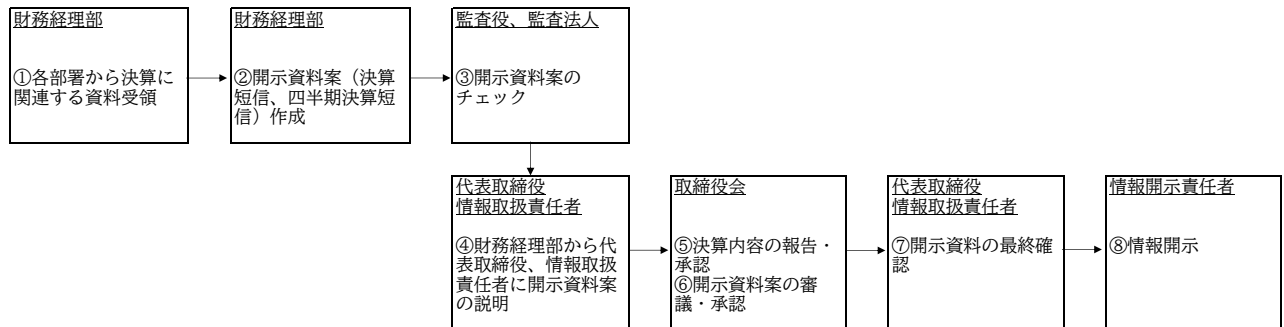 財務経理部
①各部署から決算に
関連する資料受領
財務経理部
②開示資料案（決算
短信、四半期決算短
信）作成
監査役、監査法人
③開示資料案の
チェック
代表取締役
情報取扱責任者
④財務経理部から代
表取締役、情報取扱
責任者に開示資料案
の説明
取締役会
⑤決算内容の報告・
承認
⑥開示資料案の審
議・承認
代表取締役
情報取扱責任者
⑦開示資料の最終確
認
情報開示責任者
⑧情報開示